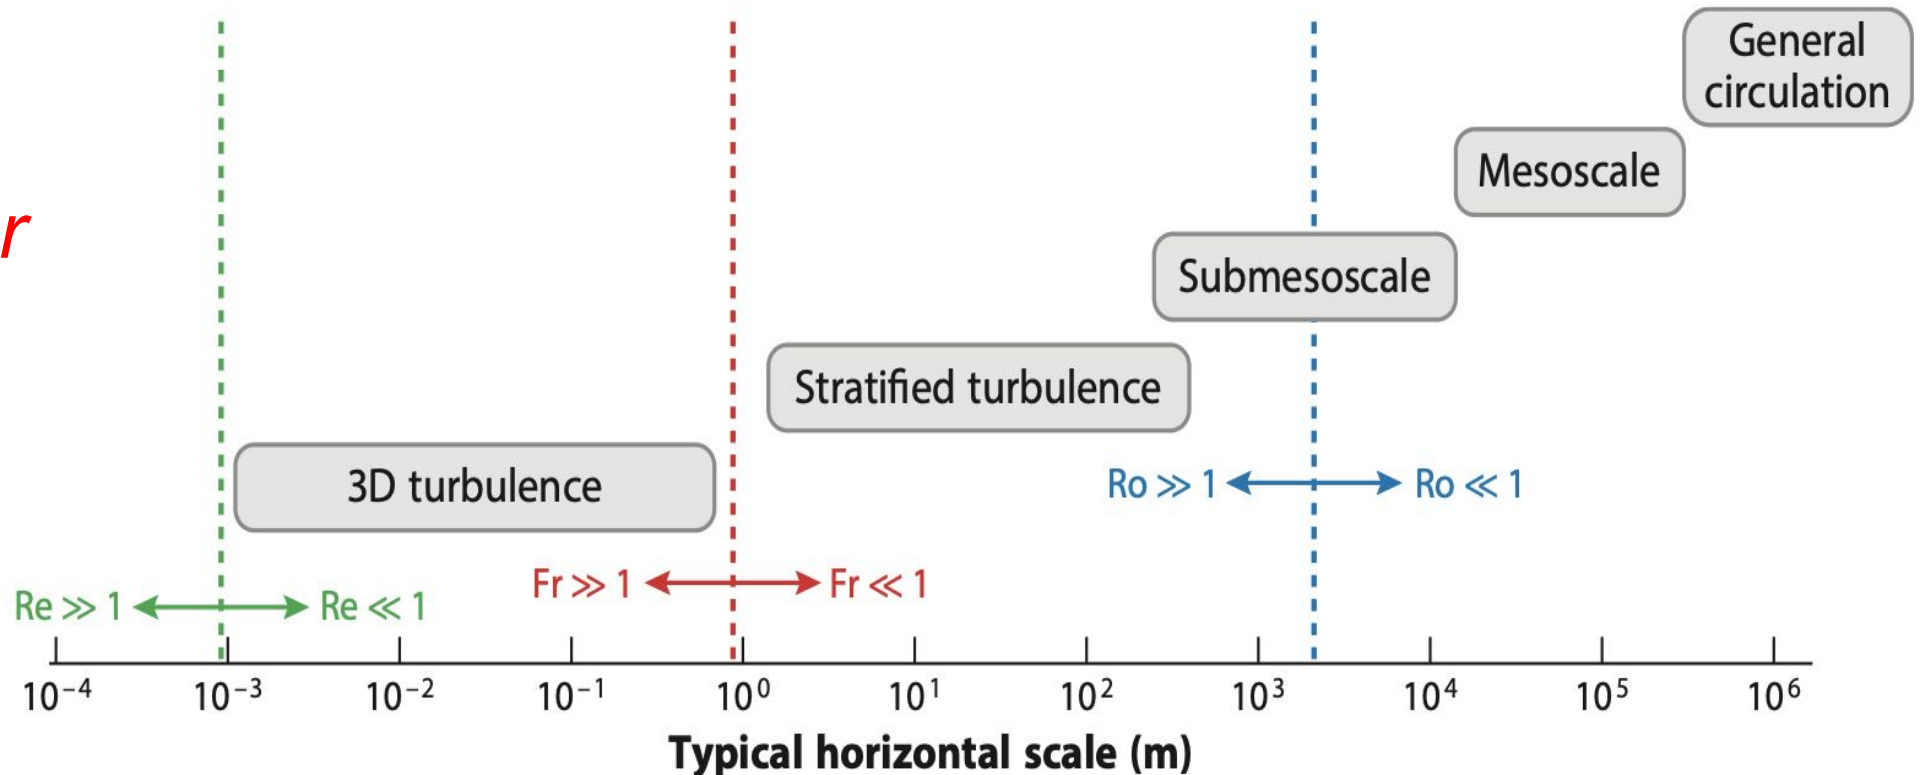 General
circulation
Mesoscale
r
Submesoscale
Stratified turbulence
3D turbulence
Ro ≫ 1
Ro ≪ 1
Fr ≫ 1
Fr ≪ 1
Re ≫ 1
Re ≪ 1
10⁻⁴ 10⁻³ 10⁻² 10⁻¹ 10⁰ 10¹ 10² 10³ 10⁴ 10⁵ 10⁶
Typical horizontal scale (m)